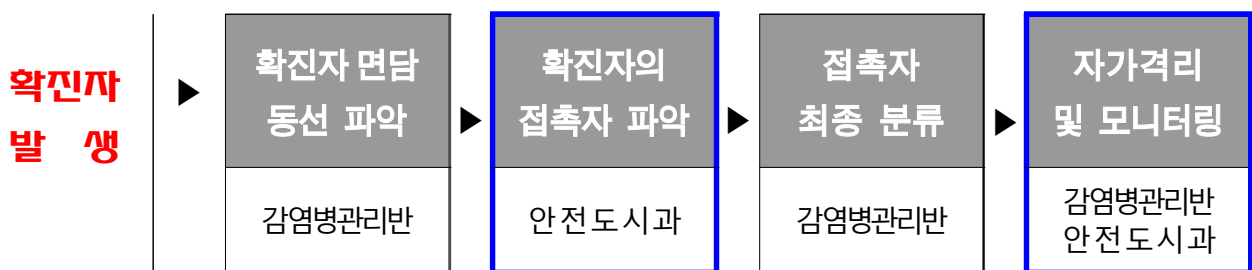 확진자
발 생
▶
확진자 면담
동선 파악
감염병관리반
▶
확진자의
접촉자 파악
안전도시과
▶
접촉자
최종 분류
감염병관리반
▶
자가격리
및 모니터링
감염병관리반
안전도시과